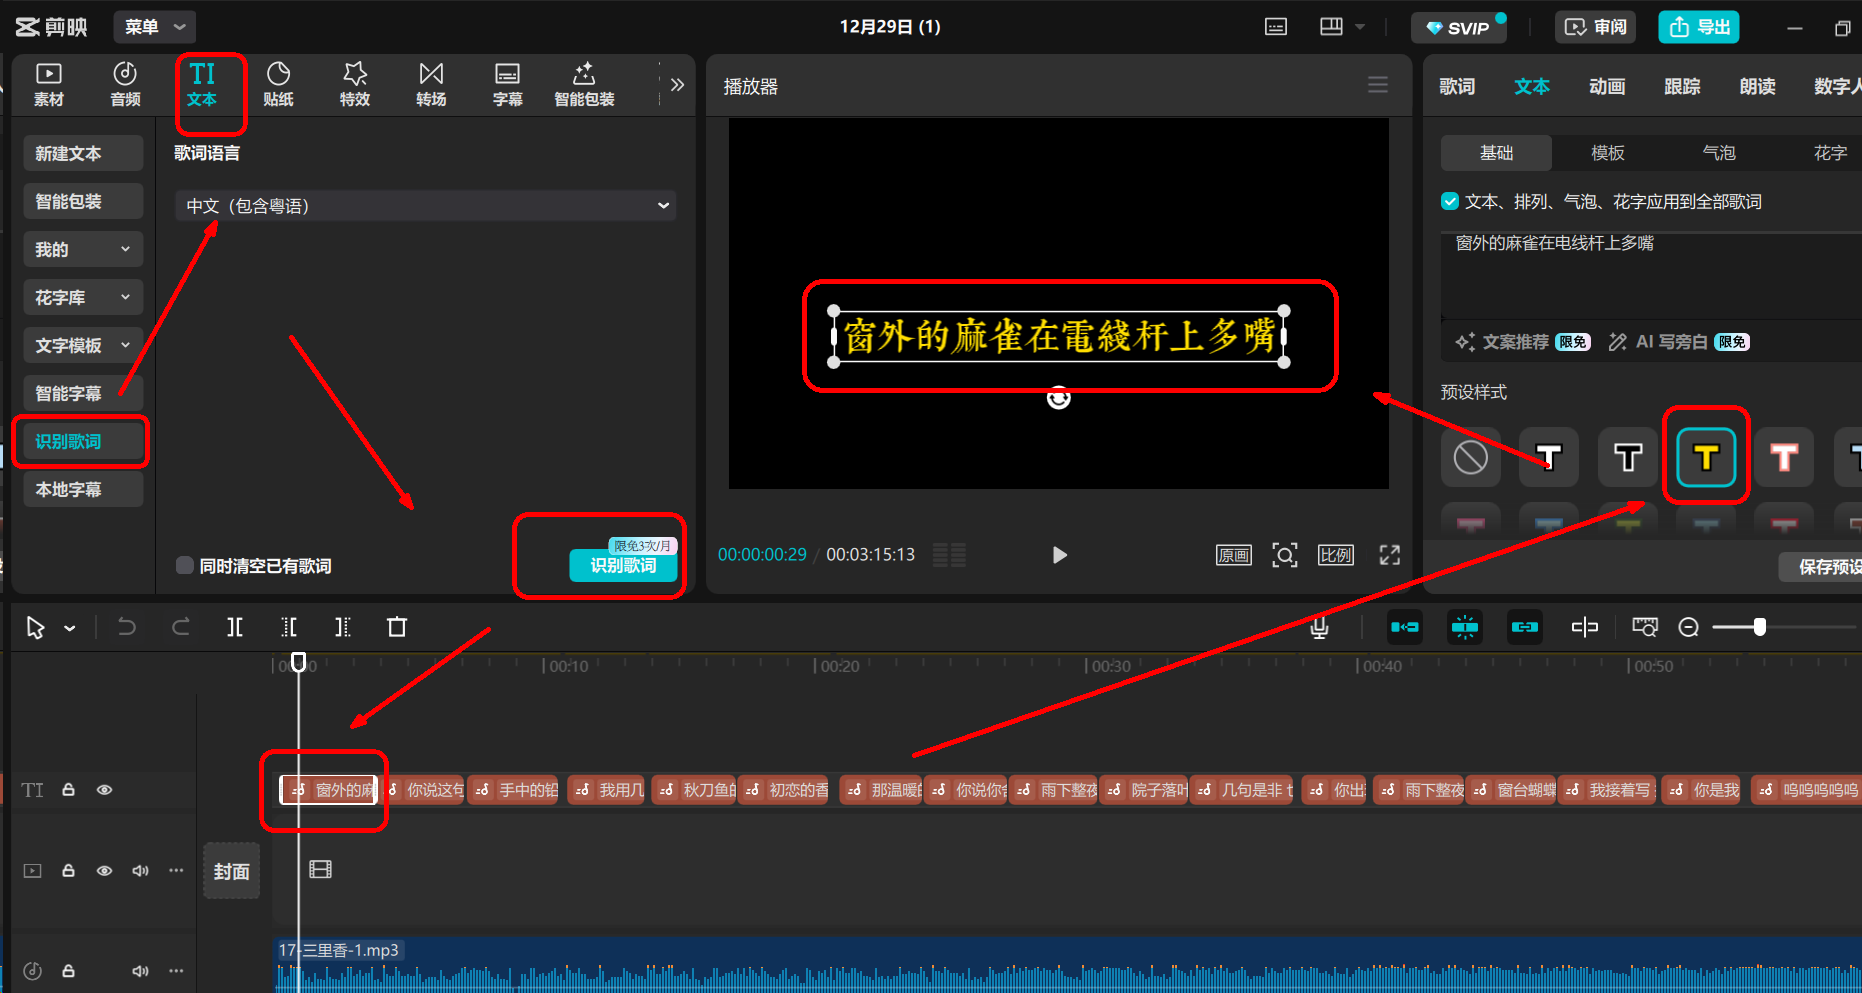 剪映
菜单
12月29日 (1)
SVIP
审阅
导出
素材
音频
TI
文本
贴纸
特效
转场
字幕
智能包装
新建文本
智能包装
我的
花字库
文字模板
智能字幕
识别歌词
本地字幕
歌词语言
中文（包含粤语）
同时清空已有歌词
限免3次/月
识别歌词
播放器
窗外的麻雀在電綫杆上多嘴
00:00:00:29 / 00:03:15:13
原画
比例
歌词
文本
动画
跟踪
朗读
数字人
基础
模板
气泡
花字
文本、排列、气泡、花字应用到全部歌词
窗外的麻雀在电线杆上多嘴
文案推荐 限免
AI 写旁白 限免
预设样式
T T T T
保存预设
00:10
00:20
00:30
00:40
00:50
TI
窗外的麻
你说这句
手中的铅
我用几
秋刀鱼的
初恋的香
那温暖的
你说你会
雨下整夜
院子落叶
几句是非 也
你出
雨下整夜
窗台蝴蝶
我接着写
你是我
呜呜呜呜呜
封面
17-三里香-1.mp3